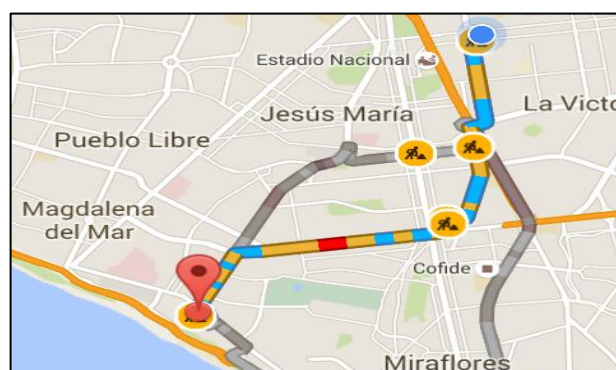 Estadio Nacional
La Victo
Jesús María
Pueblo Libre
Magdalena
del Mar
Cofide
Miraflores